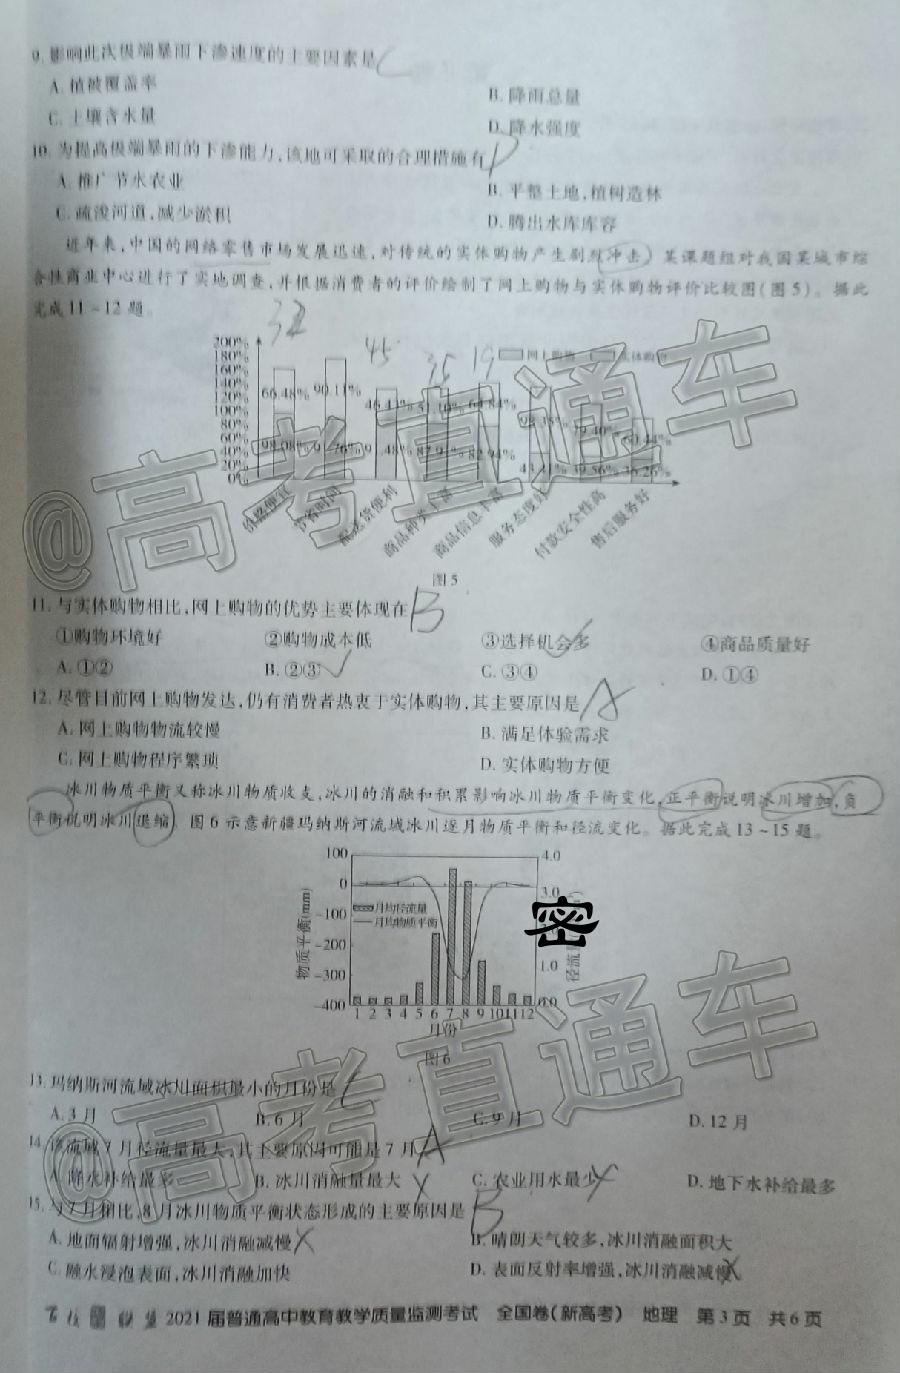 9. 影响此次极端暴雨下渗速度的主要因素是 C
A. 植被覆盖率
B. 降雨总量
C. 土壤含水量
D. 降水强度
10. 为提高极端暴雨的下渗能力,该地可采取的合理措施有
A. 推广节水农业
B. 平整土地,植树造林
C. 疏浚河道,减少淤积
D. 腾出水库库容
近年来,中国的网络零售市场发展迅速,对传统的实体购物产生剧烈冲击。某课题组对我国某城市综
合性商业中心进行了实地调查,并根据消费者的评价绘制了网上购物与实体购物评价比较图(图5)。据此
完成11~12题。
32
45
35
19
200%
180%
160%
140%
120%
100%
80%
60%
40%
20%
0%
网上购物 实体购物
66.48% 90.11%
价格便宜
节省时间
配送货便利
商品种类丰富
商品信息丰富
服务态度好
付款安全性高
售后服务好
图5
11. 与实体购物相比,网上购物的优势主要体现在 B
①购物环境好 ②购物成本低 ③选择机会多 ④商品质量好
A. ①② B. ②③ C. ③④ D. ①④
12. 尽管目前网上购物发达,仍有消费者热衷于实体购物,其主要原因是 A
A. 网上购物物流较慢
B. 满足体验需求
C. 网上购物程序繁琐
D. 实体购物方便
冰川物质平衡又称冰川物质收支,冰川的消融和积累影响冰川物质平衡变化,正平衡说明冰川增加,负
平衡说明冰川退缩。图6示意新疆玛纳斯河流域冰川逐月物质平衡和径流变化。据此完成13~15题。
100
0
-100
-200
-300
-400
物质平衡(mm)
月均径流量
月均物质平衡
4.0
3.0
1.0
0.0
密
1 2 3 4 5 6 7 8 9 10 11 12
月份
图6
13. 玛纳斯河流域冰川面积最小的月份是 C
A. 3月 B. 6月 C. 9月 D. 12月
14. 该流域7月径流量最大,其主要原因可能是7月 A
A. 降水补给最多 B. 冰川消融量最大 C. 农业用水最少 D. 地下水补给最多
15. 与7月相比,8月冰川物质平衡状态形成的主要原因是 B
A. 地面辐射增强,冰川消融减慢
B. 晴朗天气较多,冰川消融面积大
C. 融水浸泡表面,冰川消融加快
D. 表面反射率增强,冰川消融减慢
2021届普通高中教育教学质量监测考试 全国卷(新高考) 地理 第3页 共6页
@高考直通车
@高考直通车